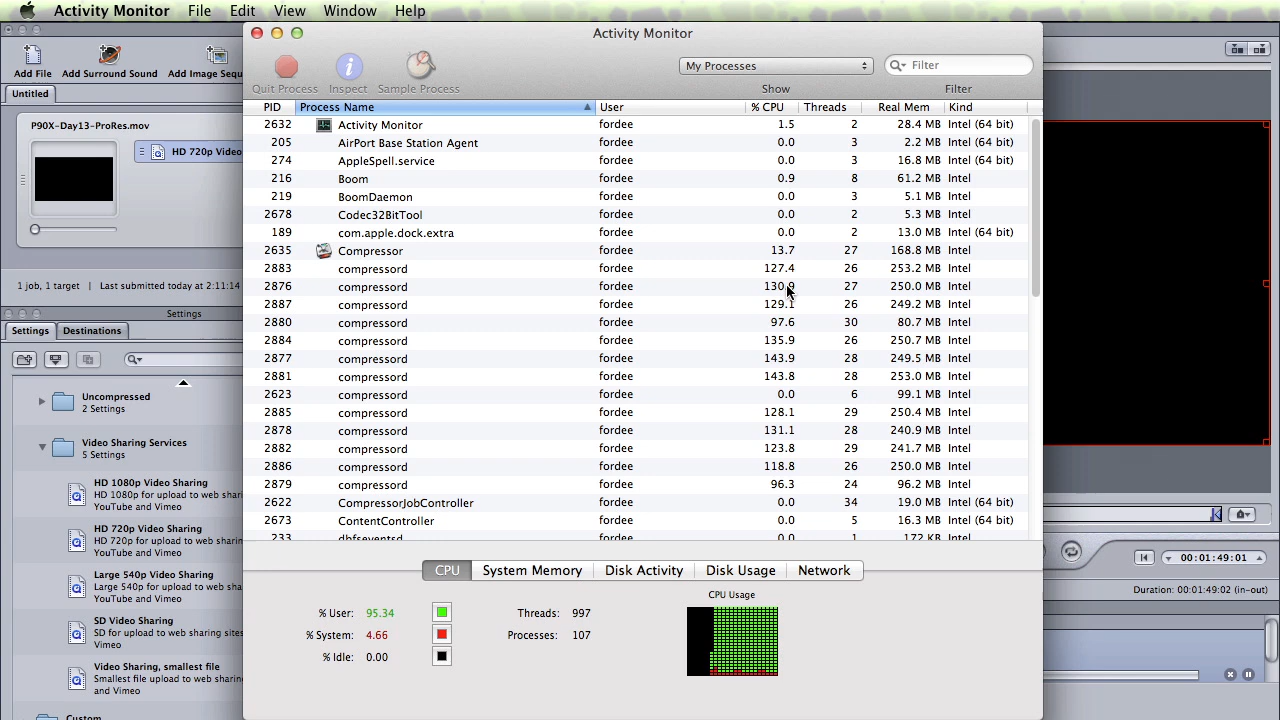 Activity Monitor File Edit View Window Help
Activity Monitor
Add File Add Surround Sound Add Image Sequ
Quit Process Inspect Sample Process
My Processes
Show
Filter
Filter
Untitled
P90X-Day13-ProRes.mov
HD 720p Video
1 job, 1 target | Last submitted today at 2:11:14
Settings
Settings Destinations
Uncompressed
2 Settings
Video Sharing Services
5 Settings
HD 1080p Video Sharing
HD 1080p for upload to web shari
YouTube and Vimeo
HD 720p Video Sharing
HD 720p for upload to web sharin
YouTube and Vimeo
Large 540p Video Sharing
Large 540p for upload to web sha
YouTube and Vimeo
SD Video Sharing
SD for upload to web sharing sites
Vimeo
Video Sharing, smallest file
Smallest file for upload to web sh
and Vimeo
Custom
PID Process Name User % CPU Threads Real Mem Kind
2632 Activity Monitor fordee 1.5 2 28.4 MB Intel (64 bit)
205 AirPort Base Station Agent fordee 0.0 3 2.2 MB Intel (64 bit)
274 AppleSpell.service fordee 0.0 3 16.8 MB Intel (64 bit)
216 Boom fordee 0.9 8 61.2 MB Intel
219 BoomDaemon fordee 0.0 3 5.1 MB Intel
2678 Codec32BitTool fordee 0.0 2 5.3 MB Intel
189 com.apple.dock.extra fordee 0.0 2 13.0 MB Intel (64 bit)
2635 Compressor fordee 13.7 27 168.8 MB Intel
2883 compressord fordee 127.4 26 253.2 MB Intel
2876 compressord fordee 130.9 27 250.0 MB Intel
2887 compressord fordee 129.1 26 249.2 MB Intel
2880 compressord fordee 97.6 30 80.7 MB Intel
2884 compressord fordee 135.9 26 250.7 MB Intel
2877 compressord fordee 143.9 28 249.5 MB Intel
2881 compressord fordee 143.8 28 253.0 MB Intel
2623 compressord fordee 0.0 6 99.1 MB Intel
2885 compressord fordee 128.1 29 250.4 MB Intel
2878 compressord fordee 131.1 28 240.9 MB Intel
2882 compressord fordee 123.8 29 241.7 MB Intel
2886 compressord fordee 118.8 26 250.0 MB Intel
2879 compressord fordee 96.3 24 96.2 MB Intel
2622 CompressorJobController fordee 0.0 34 19.0 MB Intel (64 bit)
2673 ContentController fordee 0.0 5 16.3 MB Intel (64 bit)
233 dbfseventsd fordee 0.0 1 172 KB Intel
CPU System Memory Disk Activity Disk Usage Network
CPU Usage
% User: 95.34 Threads: 997
% System: 4.66 Processes: 107
% Idle: 0.00
00:01:49:01
Duration: 00:01:49:02 (in-out)